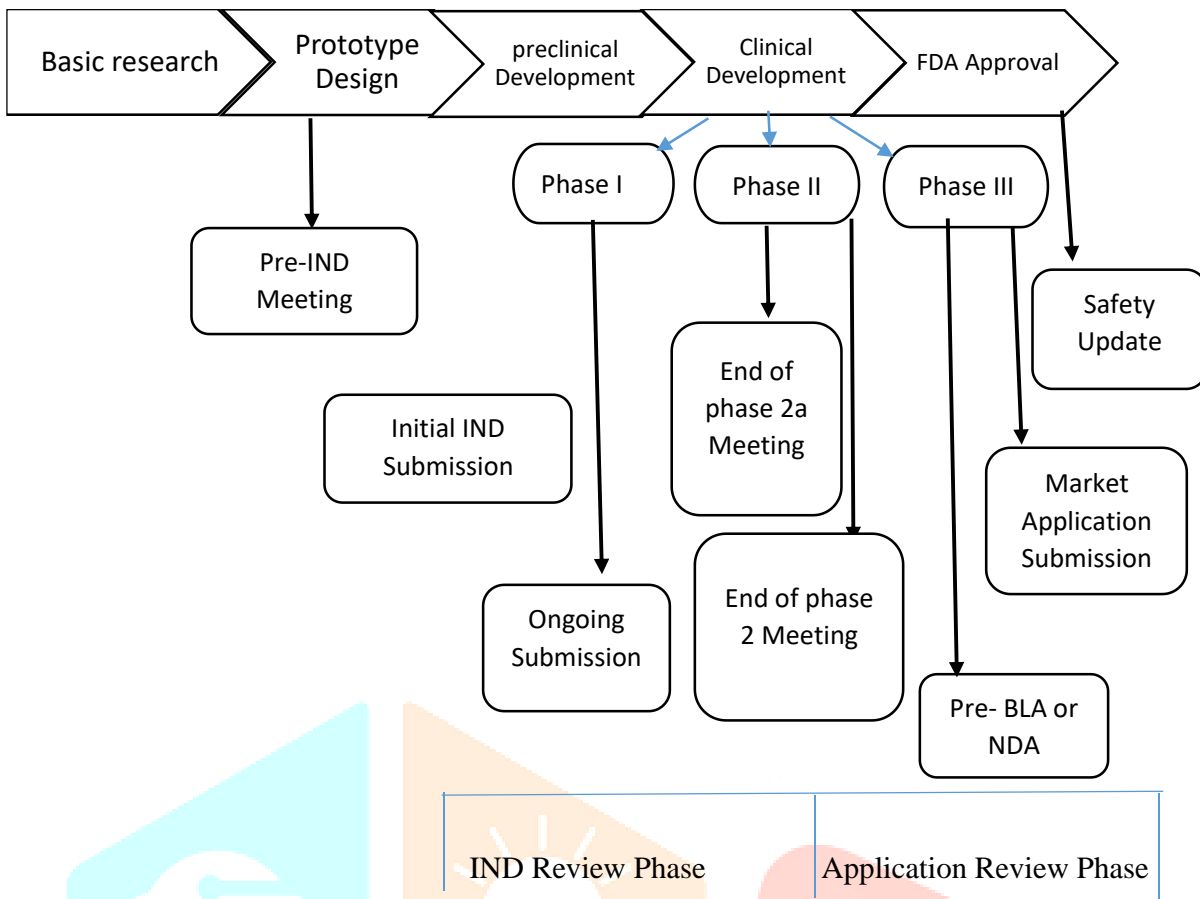 Basic research
Prototype
Design
preclinical
Development
Clinical
Development
FDA Approval
Phase I
Phase II
Phase III
Pre-IND
Meeting
Safety
Update
End of
phase 2a
Meeting
Initial IND
Submission
Market
Application
Submission
Ongoing
Submission
End of phase
2 Meeting
Pre- BLA or
NDA
IND Review Phase
Application Review Phase